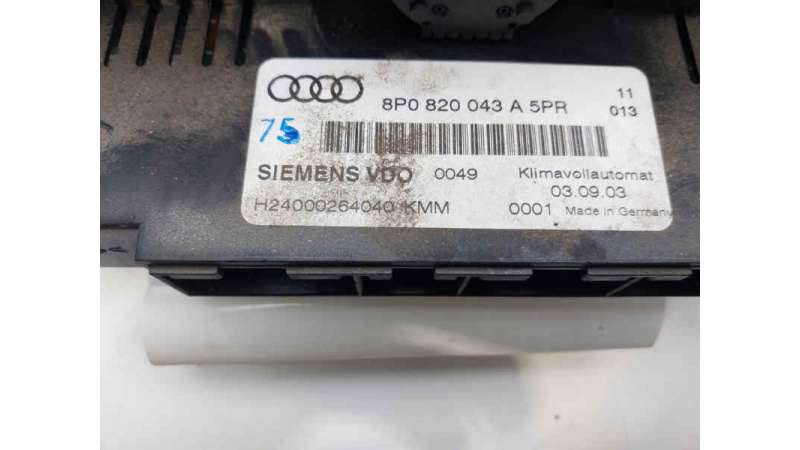 8P0 820 043 A 5PR 11
013
75
SIEMENS VDO 0049 Klimavollautomat
03.09.03
H24000264040 KMM 0001 Made in Germany